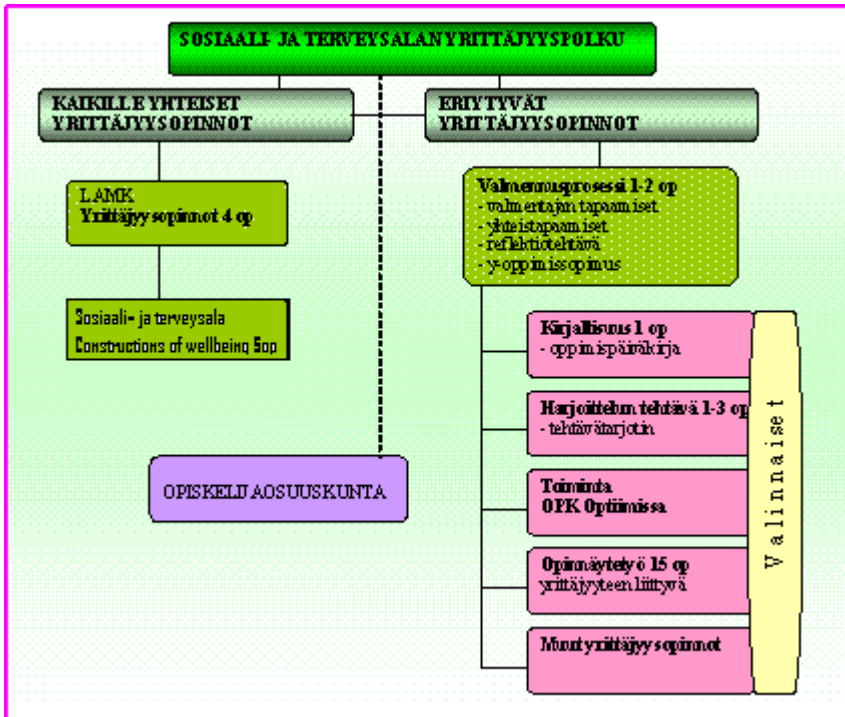 SOSIAALI- JA TERVEYSALAN YRITTÄJYYSPOLKU
KAIKILLE YHTEISET
YRITTÄJYYSOPINNOT
ERIYTYVÄT
YRITTÄJYYSOPINNOT
LAMK
Yrittäjyysopinnot 4 op
Sosiaali- ja terveysala
Constructions of wellbeing 5op
OPISKELIJAOSUUSKUNTA
Valmennusprosessi 1-2 op
- valmentajan tapaamiset
- yhteistapaamiset
- reflektiotehtävä
- y-oppimissopimus
Kirjallisuus 1 op
- oppimispäiväkirja
Harjoittelun tehtävä 1-3 op
- tehtävätarjotin
Toiminta
OPK Optiimissa
Opinnäytetyö 15 op
yrittäjyyteen liittyvä
Muut yrittäjyysopinnot
Valinnaiset